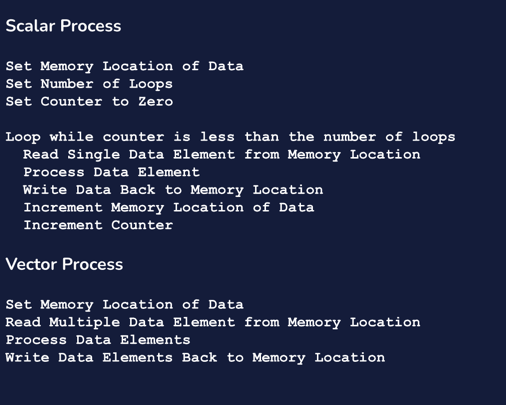 Scalar Process
Set Memory Location of Data
Set Number of Loops
Set Counter to Zero
Loop while counter is less than the number of loops
Read Single Data Element from Memory Location
Process Data Element
Write Data Back to Memory Location
Increment Memory Location of Data
Increment Counter
Vector Process
Set Memory Location of Data
Read Multiple Data Element from Memory Location
Process Data Elements
Write Data Elements Back to Memory Location